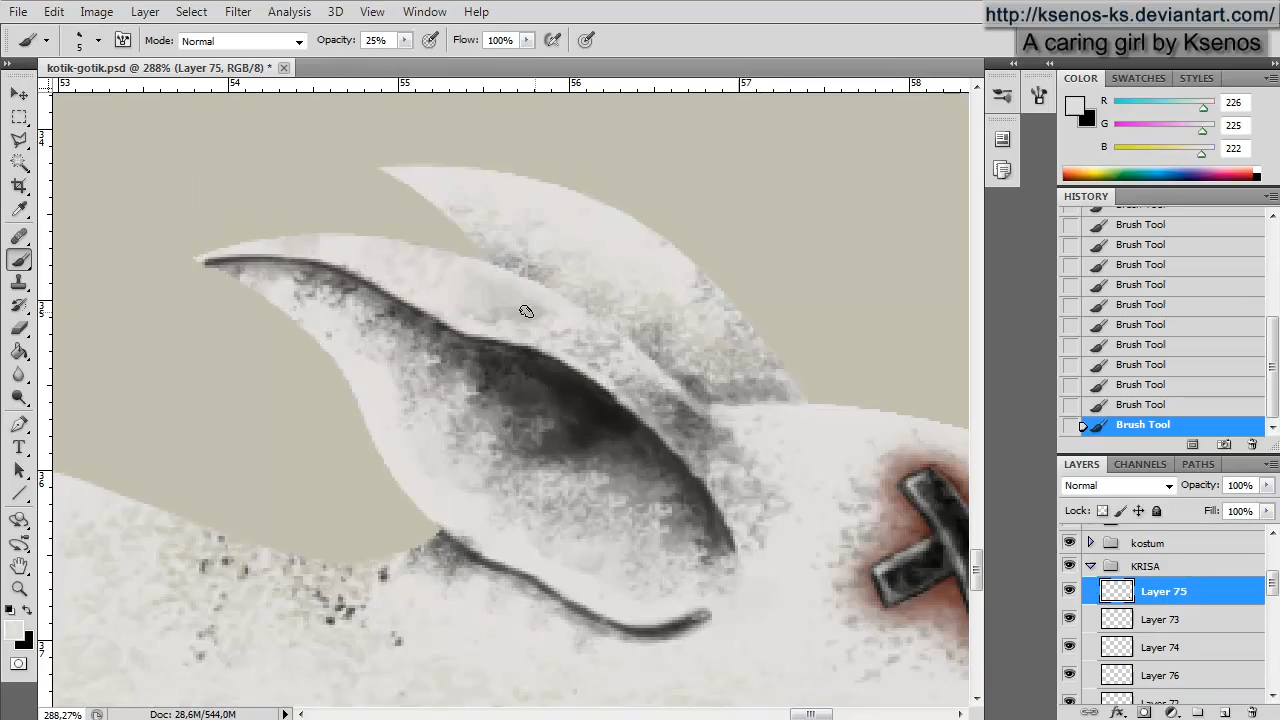 File Edit Image Layer Select Filter Analysis 3D View Window Help
http://ksenos-ks.deviantart.com/
A caring girl by Ksenos
5 Mode: Normal Opacity: 25% Flow: 100%
kotik-gotik.psd @ 288% (Layer 75, RGB/8) *
53 54 55 56 57 58
34
35
36
37
COLOR SWATCHES STYLES
R 226
G 225
B 222
HISTORY
Brush Tool
Brush Tool
Brush Tool
Brush Tool
Brush Tool
Brush Tool
Brush Tool
Brush Tool
Brush Tool
Brush Tool
Brush Tool
LAYERS CHANNELS PATHS
Normal Opacity: 100%
Lock: Fill: 100%
kostum
KRISA
Layer 75
Layer 73
Layer 74
Layer 76
288,27% Doc: 28,6M/544,0M